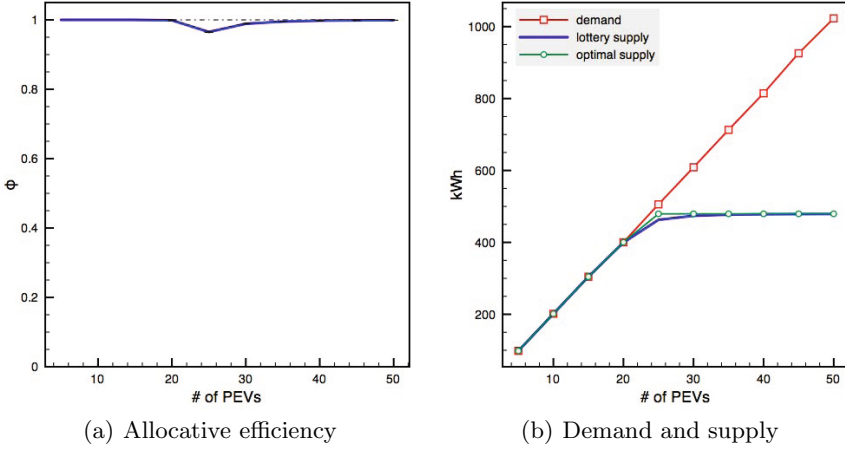 1
0.8
0.6
0.4
0.2
0
Φ
10 20 30 40 50
# of PEVs
(a) Allocative efficiency
demand
lottery supply
optimal supply
1000
800
600
400
200
kWh
10 20 30 40 50
# of PEVs
(b) Demand and supply